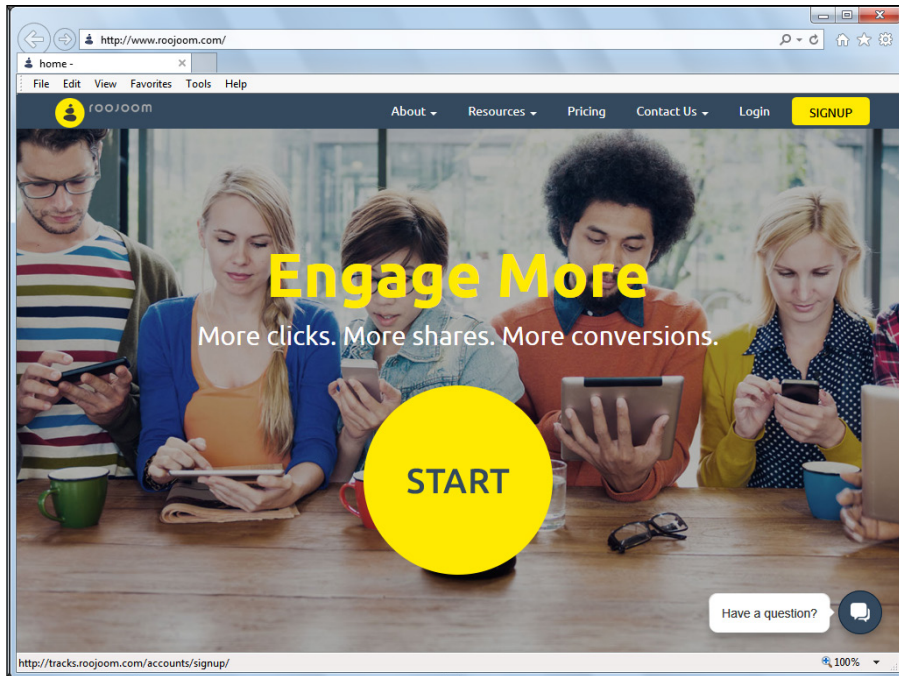 http://www.roojoom.com/
home -
File Edit View Favorites Tools Help
roojoom
About Resources Pricing Contact Us Login SIGNUP
Engage More
More clicks. More shares. More conversions.
START
Have a question?
http://tracks.roojoom.com/accounts/signup/
100%